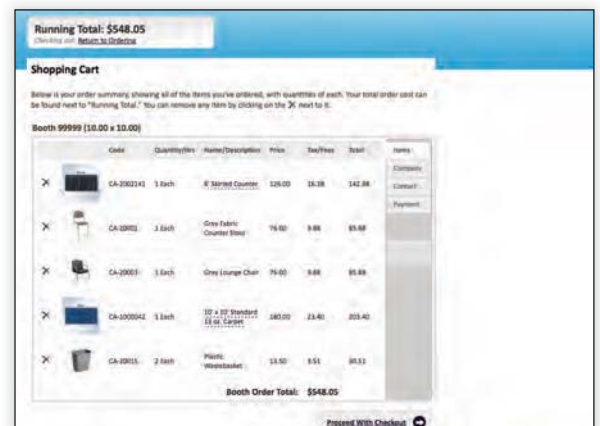 Running Total: $548.05
Checking out. Return to Ordering
Shopping Cart
Below is your order summary, showing all of the items you've ordered, with quantities of each. Your total order cost can
be found next to "Running Total." You can remove any item by clicking on the X next to it.
Booth 99999 (10.00 x 10.00)
Code Quantity/Hrs Name/Description Price Tax/Fees Total Items
Company
X CA-2002141 1 Each 6' Skirted Counter 126.00 16.38 142.38 Contact
Payment
X 1 Each Grey Fabric
Counter Stool 76.00 9.88 85.88
X CA-20003 1 Each Grey Lounge Chair 76.00 9.88 85.88
X CA-1000042 1 Each 10' x 10' Standard
oz. Carpet 180.00 23.40 203.40
X CA-20015 2 Each Plastic
Wastebasket 13.50 3.51 30.51
Booth Order Total: $548.05
Proceed With Checkout